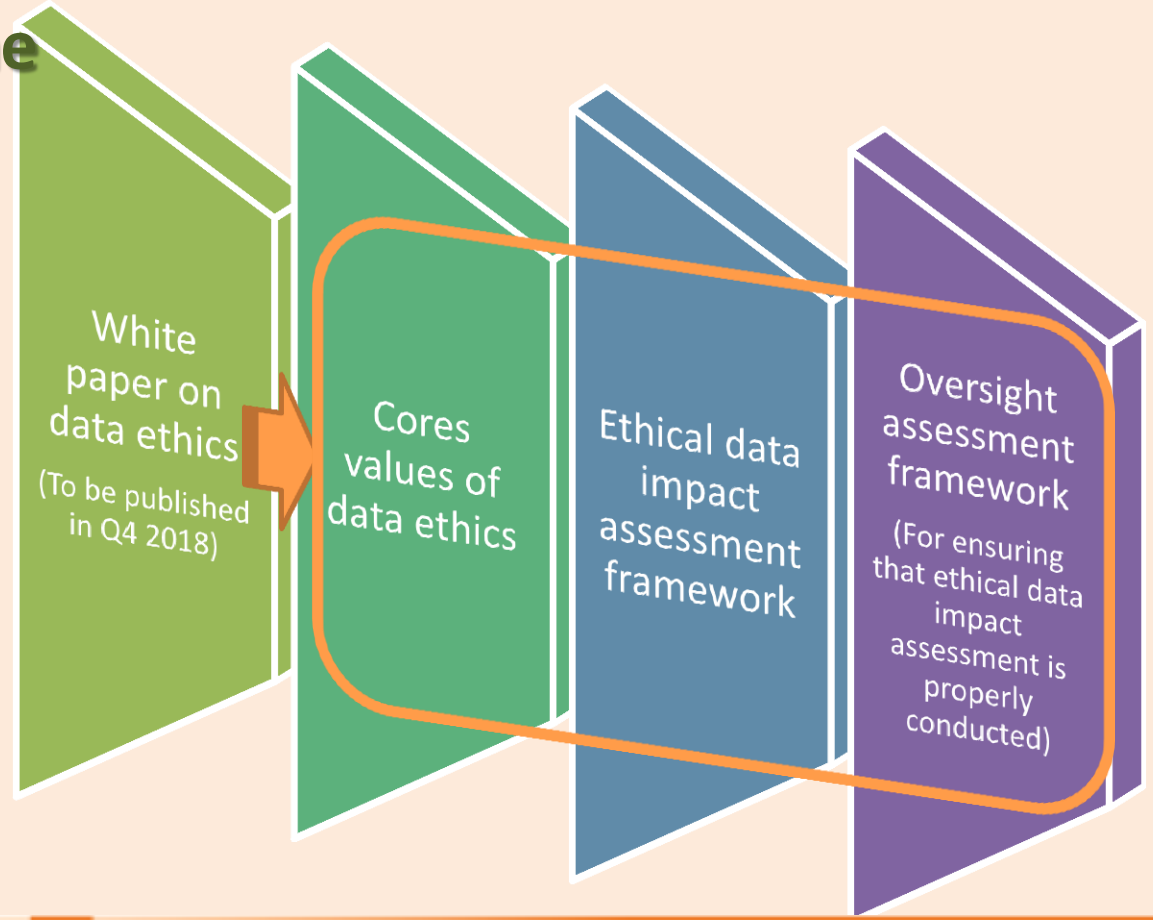 e
White
paper on
data ethics
(To be published
in Q4 2018)
Cores
values of
data ethics
Ethical data
impact
assessment
framework
Oversight
assessment
framework
(For ensuring
that ethical data
impact
assessment is
properly
conducted)